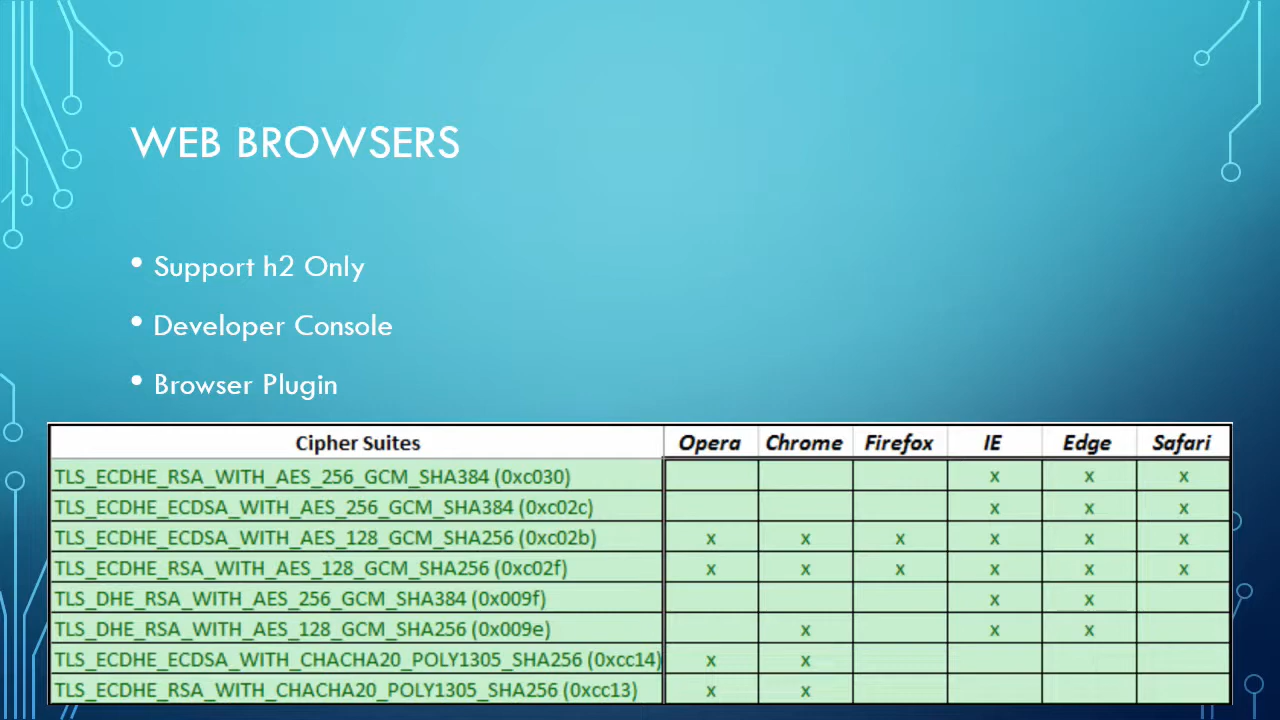 WEB BROWSERS
• Support h2 Only
• Developer Console
• Browser Plugin
Cipher Suites Opera Chrome Firefox IE Edge Safari
TLS_ECDHE_RSA_WITH_AES_256_GCM_SHA384 (0xc030) x x x
TLS_ECDHE_ECDSA_WITH_AES_256_GCM_SHA384 (0xc02c) x x x
TLS_ECDHE_ECDSA_WITH_AES_128_GCM_SHA256 (0xc02b) x x x x x x
TLS_ECDHE_RSA_WITH_AES_128_GCM_SHA256 (0xc02f) x x x x x x
TLS_DHE_RSA_WITH_AES_256_GCM_SHA384 (0x009f) x x
TLS_DHE_RSA_WITH_AES_128_GCM_SHA256 (0x009e) x x x
TLS_ECDHE_ECDSA_WITH_CHACHA20_POLY1305_SHA256 (0xcc14) x x
TLS_ECDHE_RSA_WITH_CHACHA20_POLY1305_SHA256 (0xcc13) x x